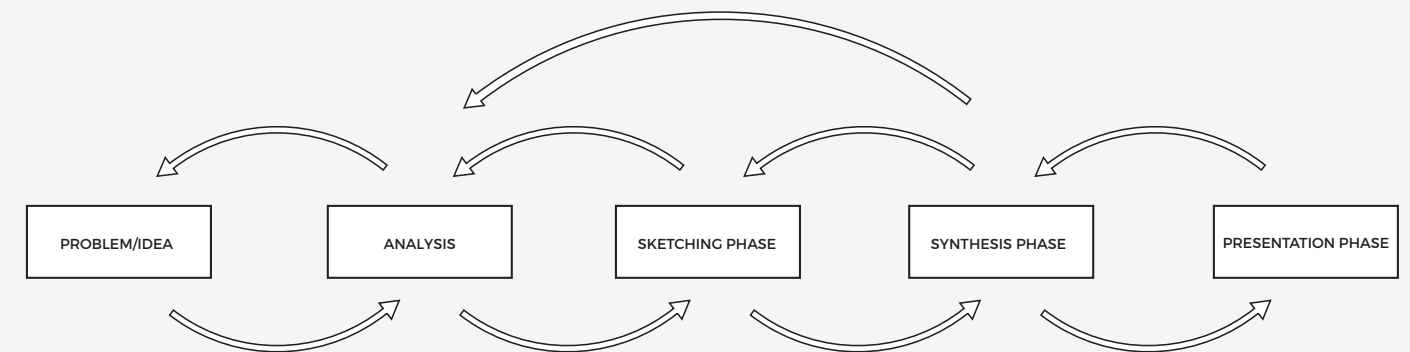 PROBLEM/IDEA
ANALYSIS
SKETCHING PHASE
SYNTHESIS PHASE
PRESENTATION PHASE